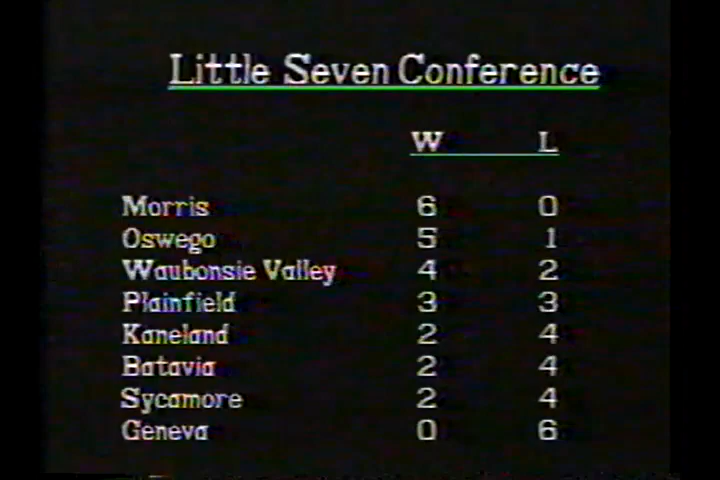 Little Seven Conference
W L
Morris 6 0
Oswego 5 1
Waubonsie Valley 4 2
Plainfield 3 3
Kaneland 2 4
Batavia 2 4
Sycamore 2 4
Geneva 0 6